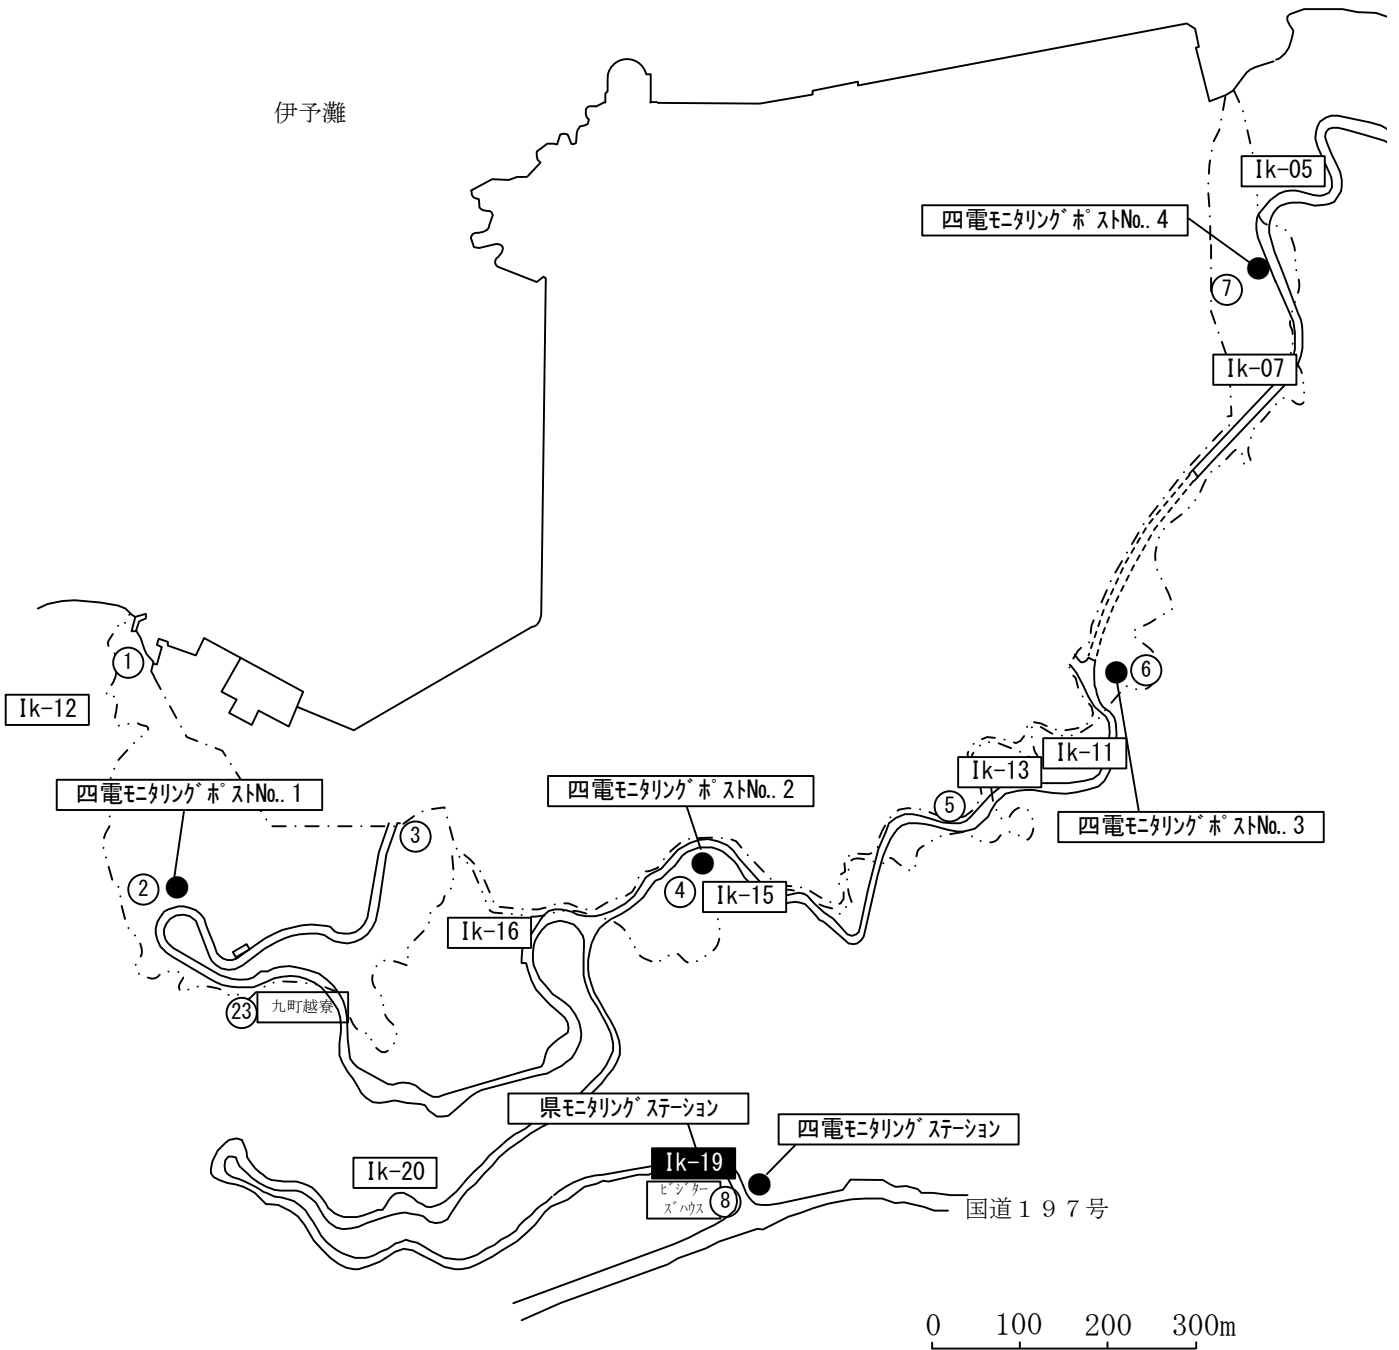 伊予灘
Ik-05
四電ﾓﾆﾀﾘﾝｸﾞﾎﾟｽﾄNo.. 4
⑦
Ik-07
①
⑥
Ik-12
Ik-11
Ik-13
四電ﾓﾆﾀﾘﾝｸﾞﾎﾟｽﾄNo.. 1
四電ﾓﾆﾀﾘﾝｸﾞﾎﾟｽﾄNo.. 2
⑤
四電ﾓﾆﾀﾘﾝｸﾞﾎﾟｽﾄNo.. 3
③
②
④
Ik-15
Ik-16
㉓
九町越寮
県ﾓﾆﾀﾘﾝｸﾞｽﾃｰｼｮﾝ
四電ﾓﾆﾀﾘﾝｸﾞｽﾃｰｼｮﾝ
Ik-20
Ik-19
ﾋﾞｼﾞﾀｰ
ｽﾞﾊｳｽ
⑧
国道１９７号
0 100 200 300m